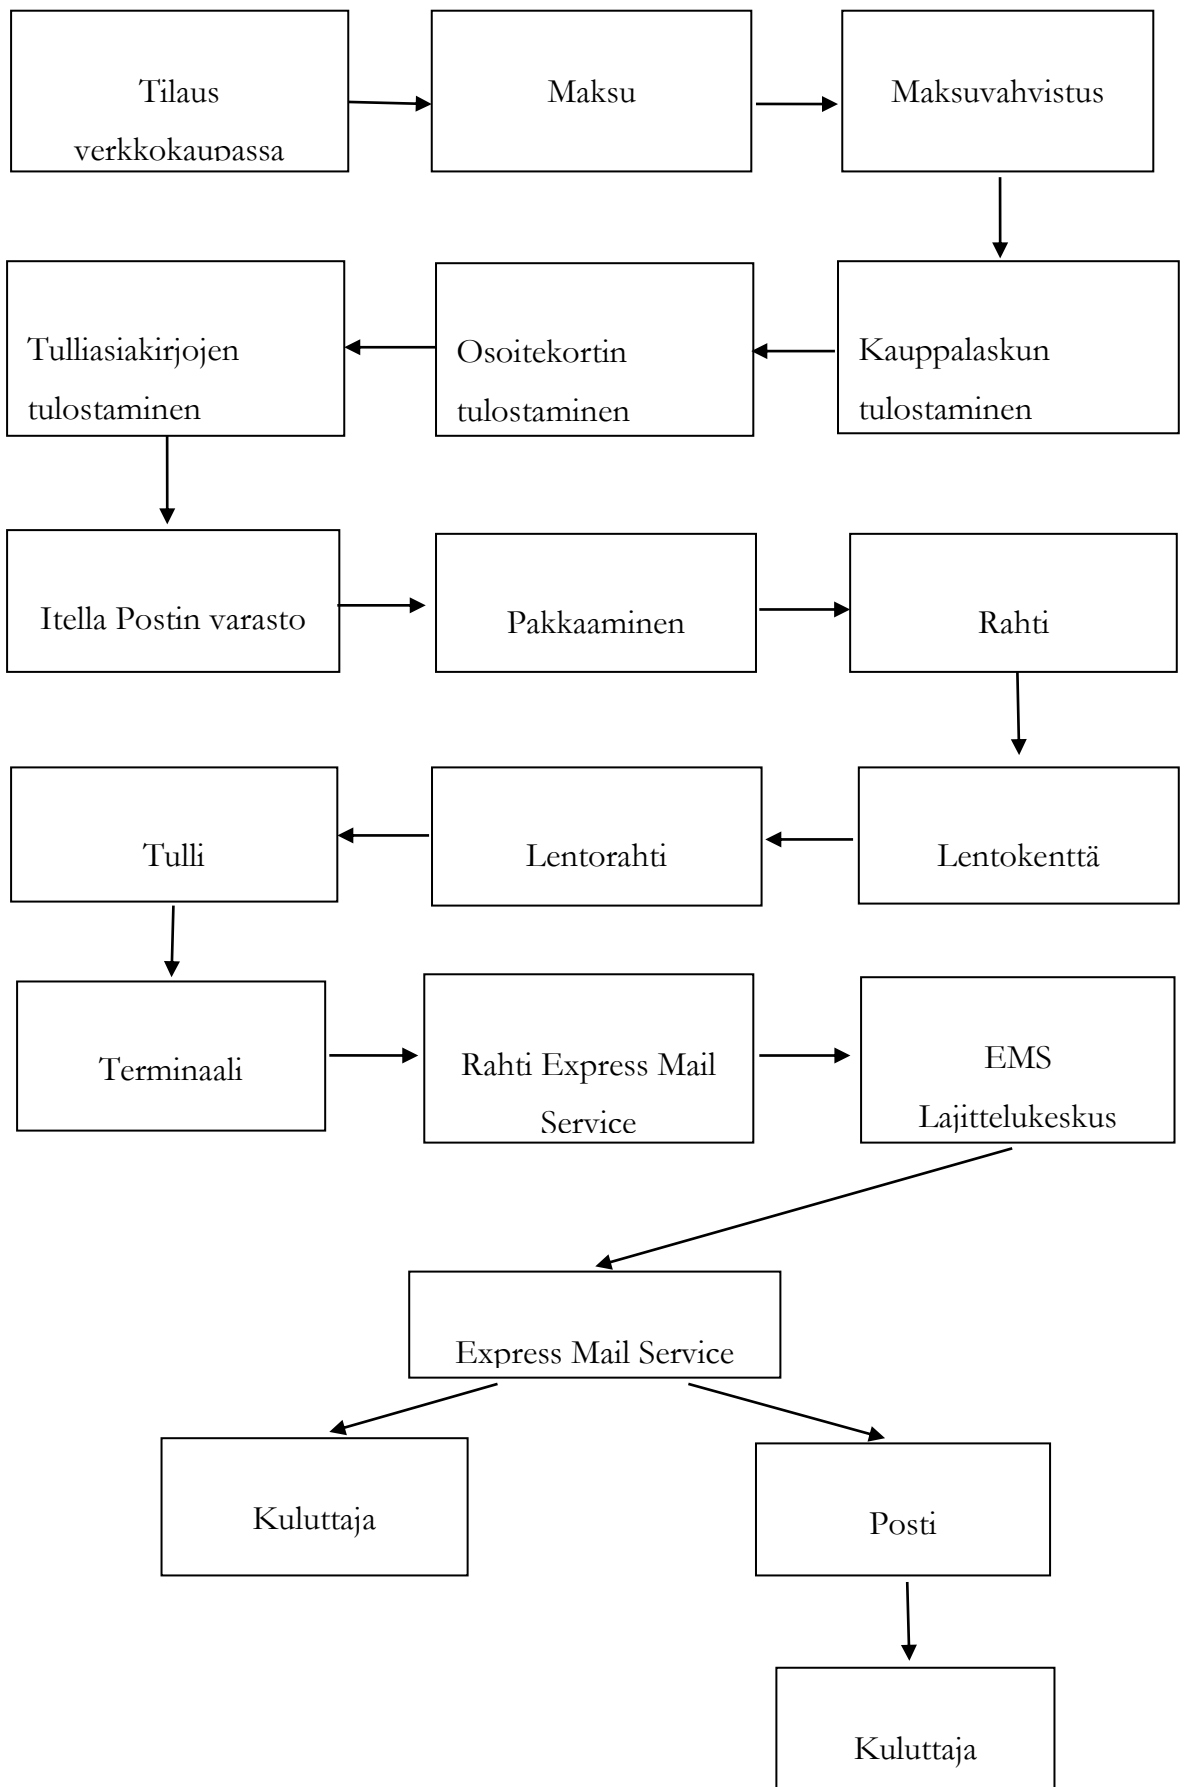 Tilaus
verkkokaupassa
Maksu
Maksuvahvistus
Kauppalaskun
tulostaminen
Osoitekortin
tulostaminen
Tulliasiakirjojen
tulostaminen
Itella Postin varasto
Pakkaaminen
Rahti
Lentokenttä
Lentorahti
Tulli
Terminaali
Rahti Express Mail
Service
EMS
Lajittelukeskus
Express Mail Service
Kuluttaja
Posti
Kuluttaja